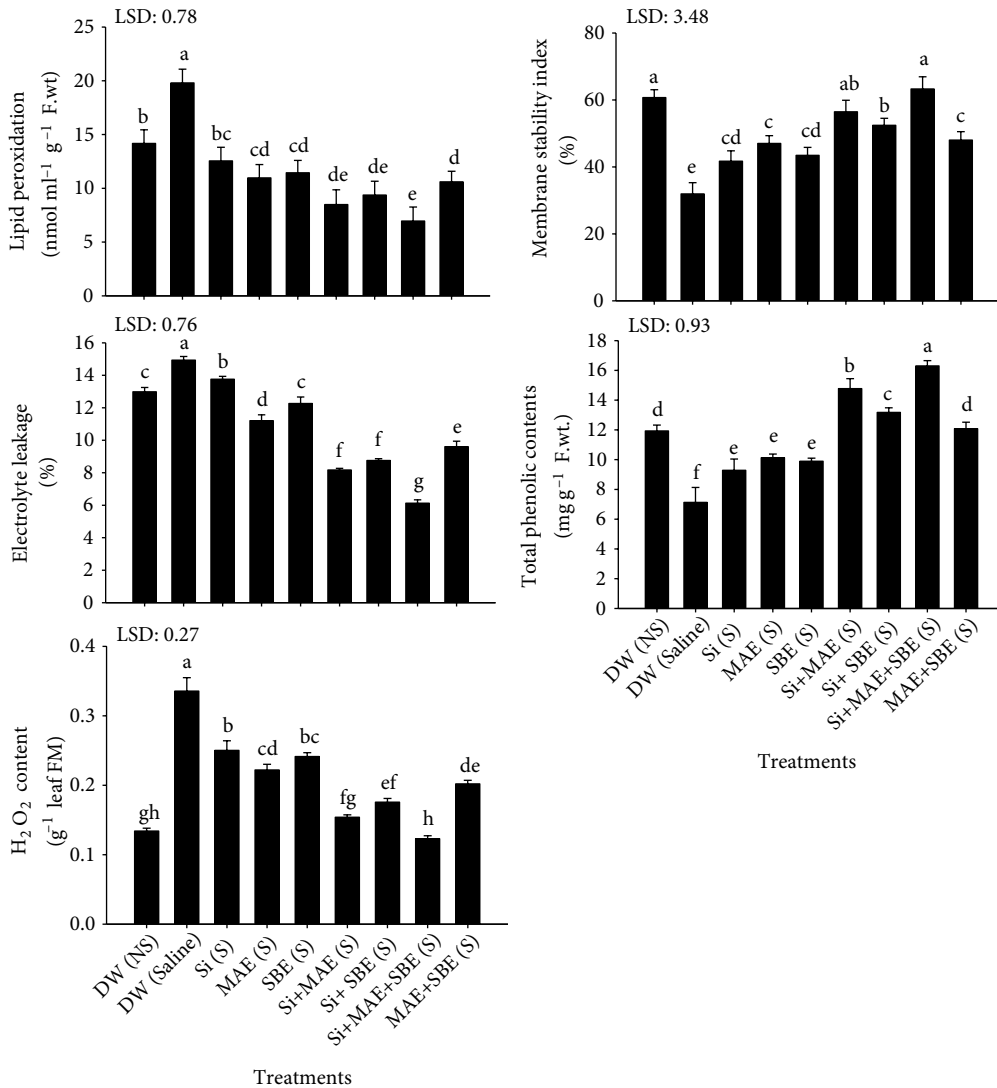 LSD: 0.78
Lipid peroxidation
(nmol ml⁻¹ g⁻¹ F.wt)
25
20
15
10
5
0
b
a
bc
cd
cd
de
de
e
d
LSD: 3.48
Membrane stability index
(%)
80
60
40
20
0
a
e
cd
c
cd
ab
b
a
c
LSD: 0.76
Electrolyte leakage
(%)
16
14
12
10
8
6
4
2
0
c
a
b
d
c
f
f
g
e
LSD: 0.93
Total phenolic contents
(mg g⁻¹ F.wt.)
18
16
14
12
10
8
6
4
2
0
d
f
e
e
e
b
c
a
d
DW (NS)
DW (Saline)
Si (S)
MAE (S)
SBE (S)
Si+MAE (S)
Si+ SBE (S)
Si+MAE+SBE (S)
MAE+SBE (S)
Treatments
LSD: 0.27
H₂O₂ content
(g⁻¹ leaf FM)
0.4
0.3
0.2
0.1
0.0
gh
a
b
cd
bc
fg
ef
h
de
DW (NS)
DW (Saline)
Si (S)
MAE (S)
SBE (S)
Si+MAE (S)
Si+ SBE (S)
Si+MAE+SBE (S)
MAE+SBE (S)
Treatments